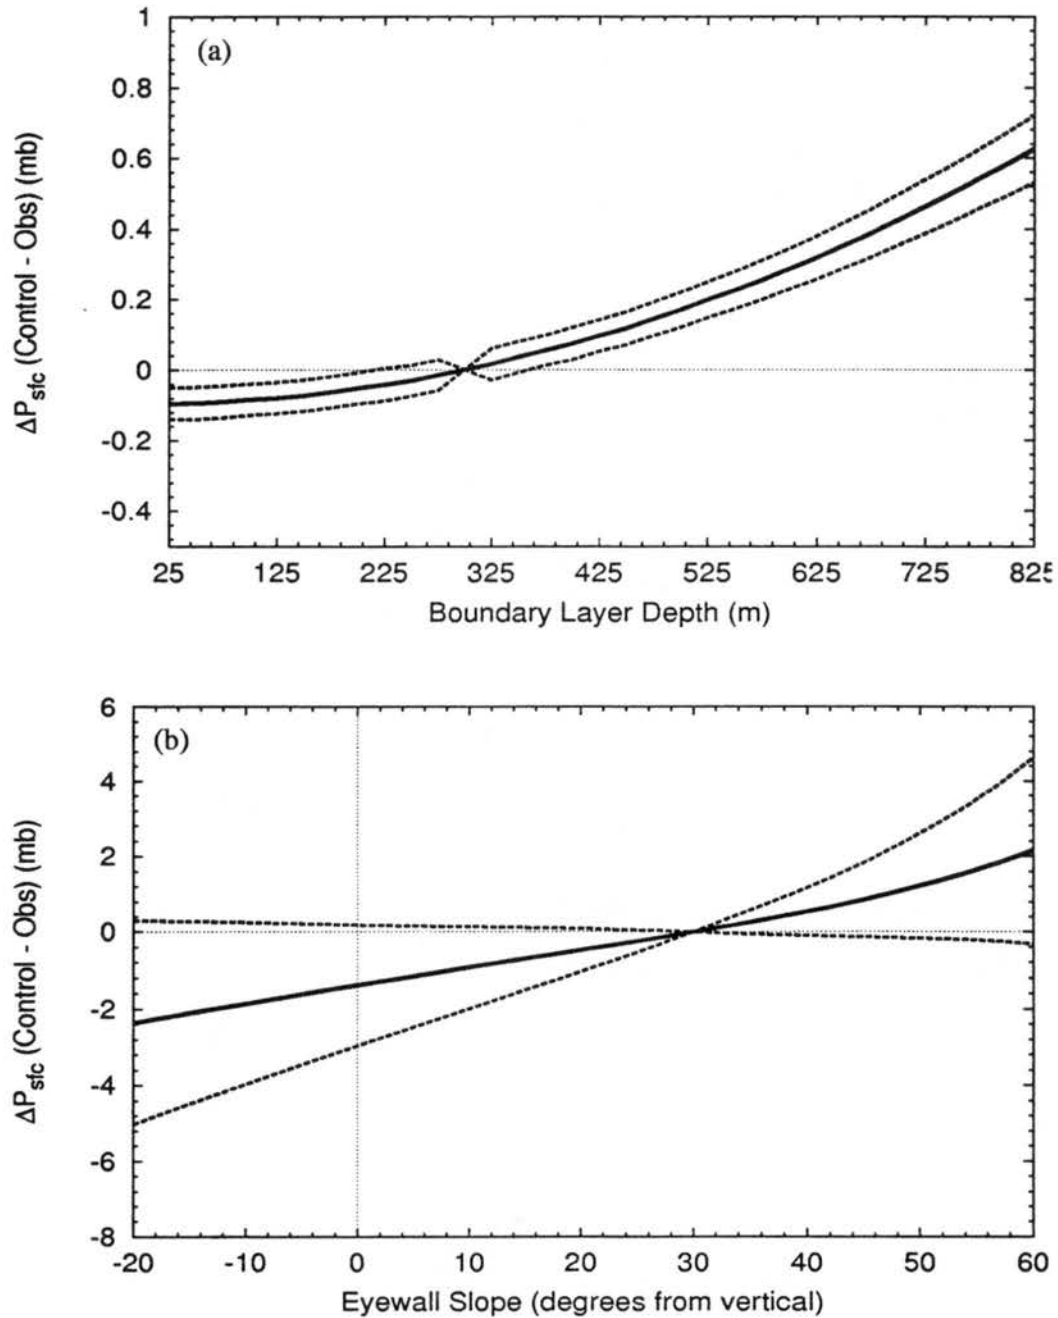 (a)
1
0.8
0.6
0.4
0.2
0
-0.2
-0.4
ΔPsfc (Control - Obs) (mb)
25 125 225 325 425 525 625 725 825
Boundary Layer Depth (m)
(b)
6
4
2
0
-2
-4
-6
-8
ΔPsfc (Control - Obs) (mb)
-20 -10 0 10 20 30 40 50 60
Eyewall Slope (degrees from vertical)